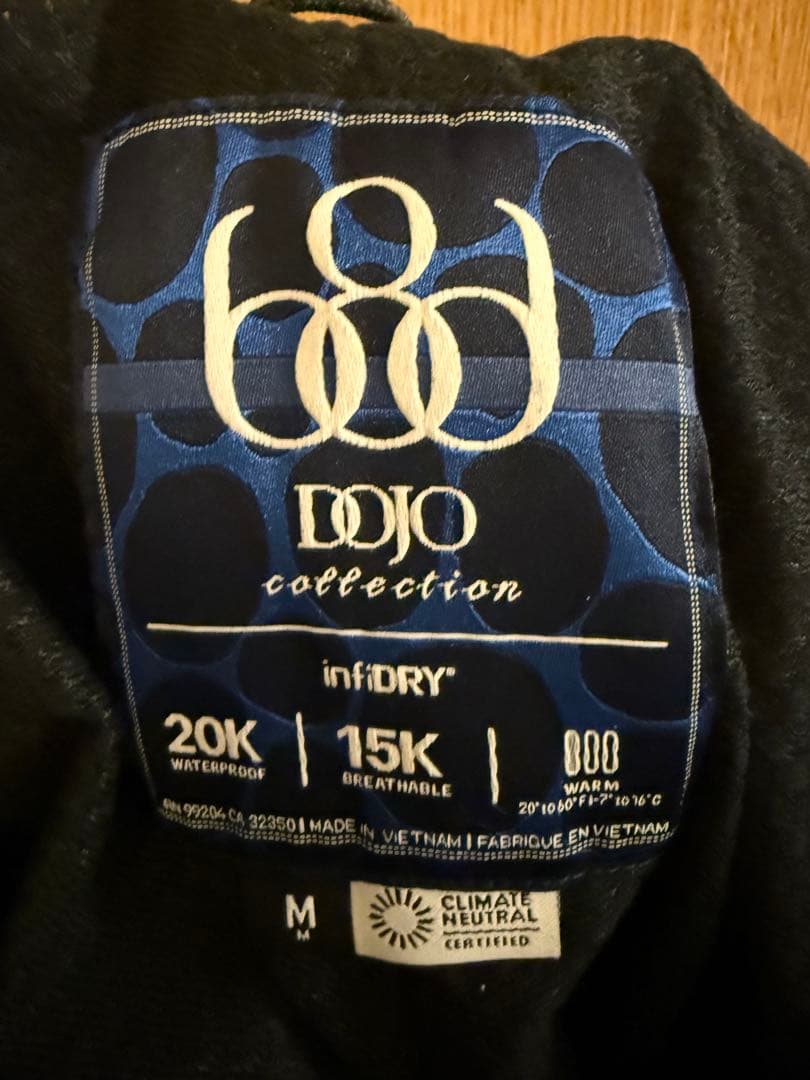 686
DOJO
collection
infiDRY®
20K | 15K
WATERPROOF | BREATHABLE | WARM
20° TO 60°F | -7° TO 16°C
RN 99204 CA 32350 | MADE IN VIETNAM | FABRIQUE EN VIETNAM
M
M
CLIMATE
NEUTRAL
CERTIFIED